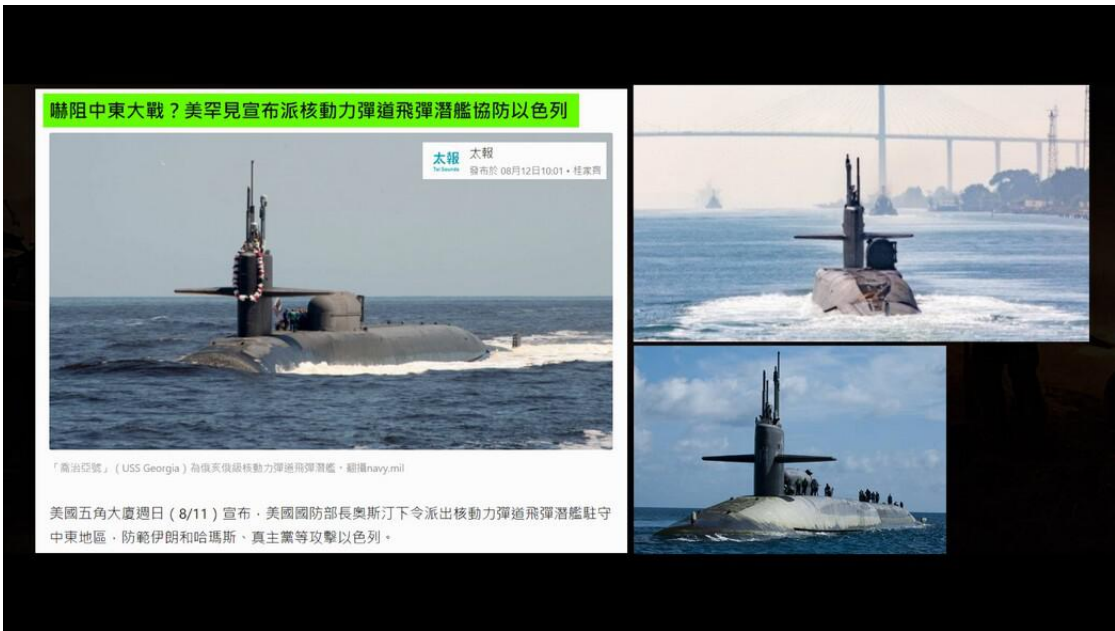 嚇阻中東大戰？美罕見宣布派核動力彈道飛彈潛艦協防以色列
太報
Tai Sounds
太報
發布於 08月12日10:01 • 桂家齊
「喬治亞號」（USS Georgia）為俄亥俄級核動力彈道飛彈潛艦。翻攝navy.mil
美國五角大廈週日（8/11）宣布，美國國防部長奧斯汀下令派出核動力彈道飛彈潛艦駐守
中東地區，防範伊朗和哈瑪斯、真主黨等攻擊以色列。